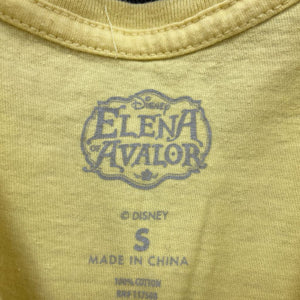 Disney
ELENA
OF AVALOR
© DISNEY
S
MADE IN CHINA
100% COTTON